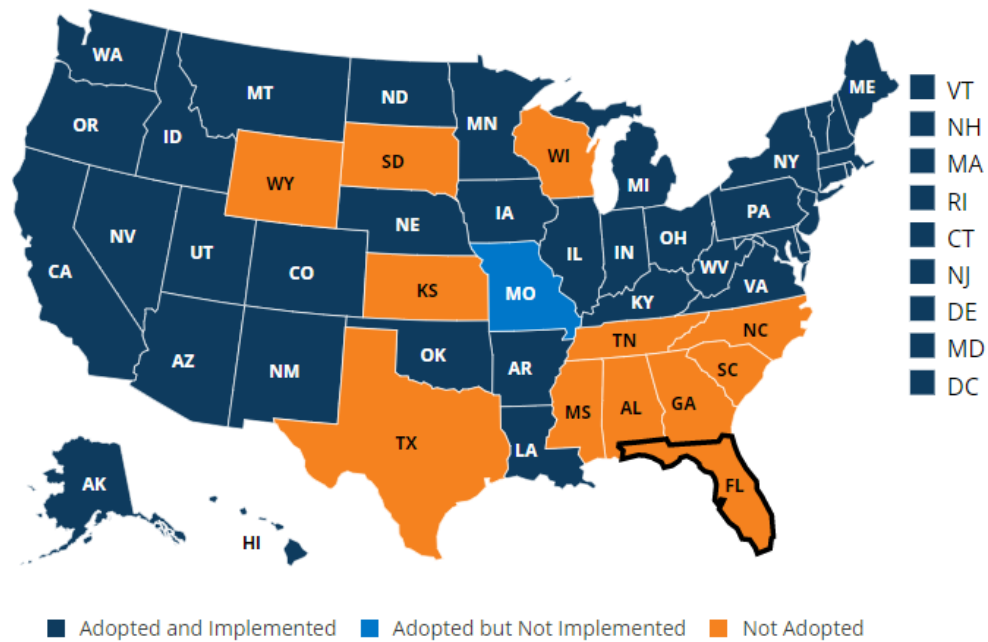 WA
MT
ND
MN
ME
OR
ID
SD
WI
NY
MI
WY
IA
PA
NE
NV
UT
IL
IN
OH
WV
VA
CA
CO
KS
MO
KY
AZ
NM
OK
AR
TN
NC
SC
TX
MS
AL
GA
LA
FL
AK
HI
VT
NH
MA
RI
CT
NJ
DE
MD
DC
Adopted and Implemented Adopted but Not Implemented Not Adopted